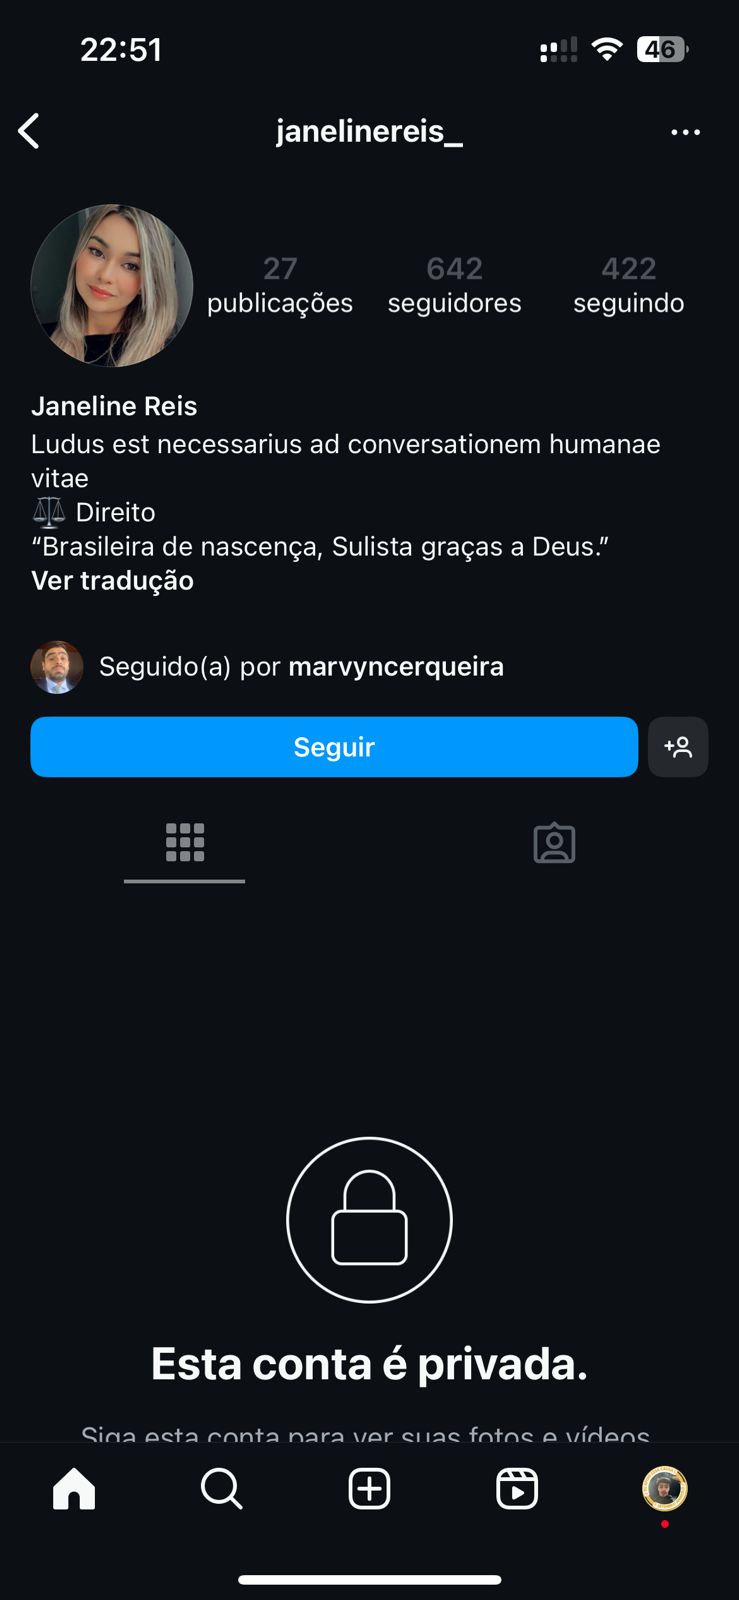 22:51
46
janelinereis_
27 642 422
publicações seguidores seguindo
Janeline Reis
Ludus est necessarius ad conversationem humanae
vitae
⚖️ Direito
“Brasileira de nascença, Sulista graças a Deus.”
Ver tradução
Seguido(a) por marvyncerqueira
Seguir
Esta conta é privada.
Siga esta conta para ver suas fotos e vídeos